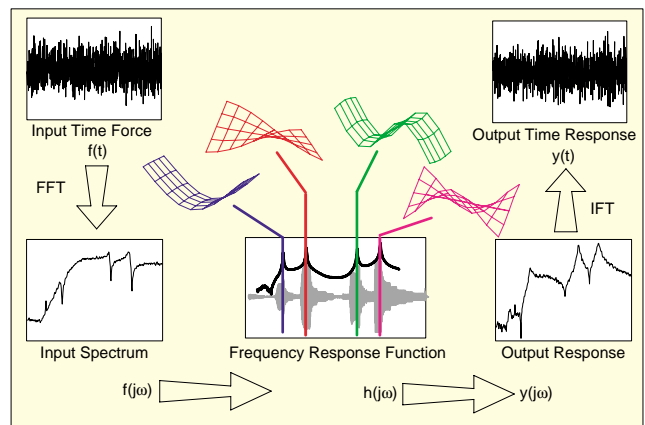 Input Time Force
f(t)
FFT
Output Time Response
y(t)
IFT
Input Spectrum
Frequency Response Function
Output Response
f(jω)
h(jω)
y(jω)